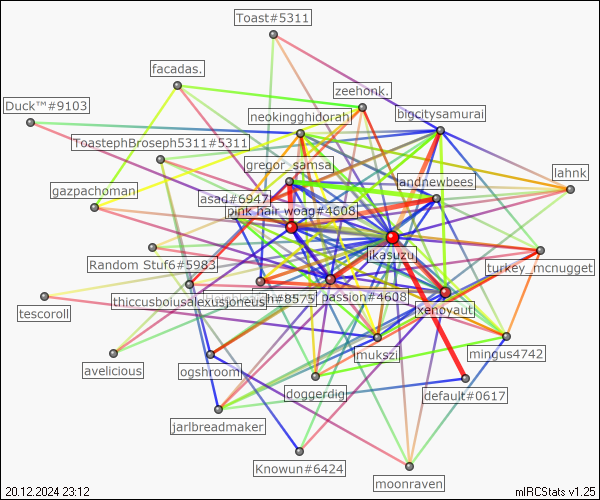 Toast#5311
facadas.
zeehonk.
Duck™#9103
neokingghidorah
bigcitysamurai
ToastephBroseph5311#5311
gregor_samsa
lahnk
gazpachoman
asad#6947
landnewbees
pink hair woag#4608
ikasuzu
Random Stuf6#5983
turkey_mcnugget
thiccusboiusalexusjoneus
h#8575
passion#4608
tescoroll
xenoyaut
avelicious
ogshroom
mukszi
mingus4742
doggerdig
default#0617
jarlbreadmaker
Knowun#6424
moonraven
20.12.2024 23:12
mIRCStats v1.25